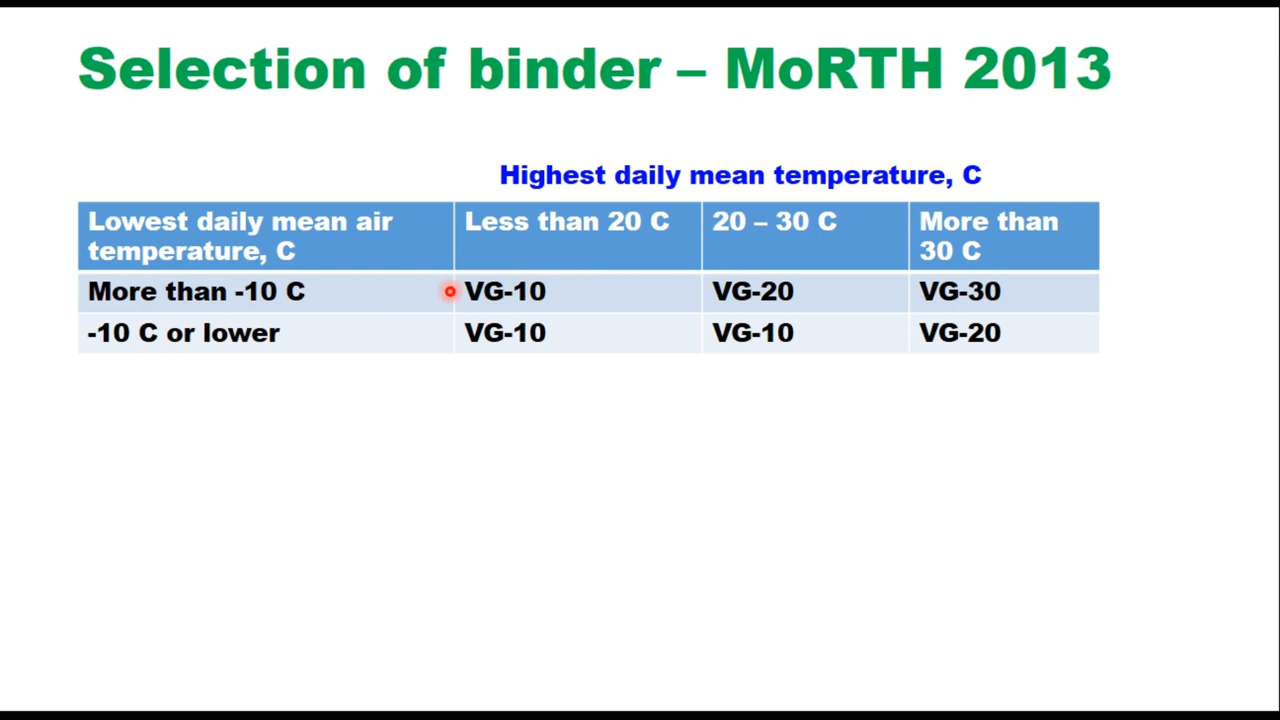 Selection of binder – MoRTH 2013
Highest daily mean temperature, C
Lowest daily mean air temperature, C
Less than 20 C
20 – 30 C
More than 30 C
More than -10 C
VG-10
VG-20
VG-30
-10 C or lower
VG-10
VG-10
VG-20